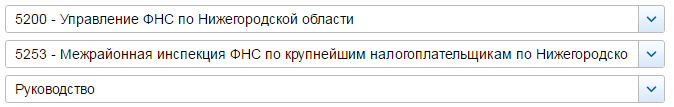 5200 - Управление ФНС по Нижегородской области
5253 - Межрайонная инспекция ФНС по крупнейшим налогоплательщикам по Нижегородско
Руководство